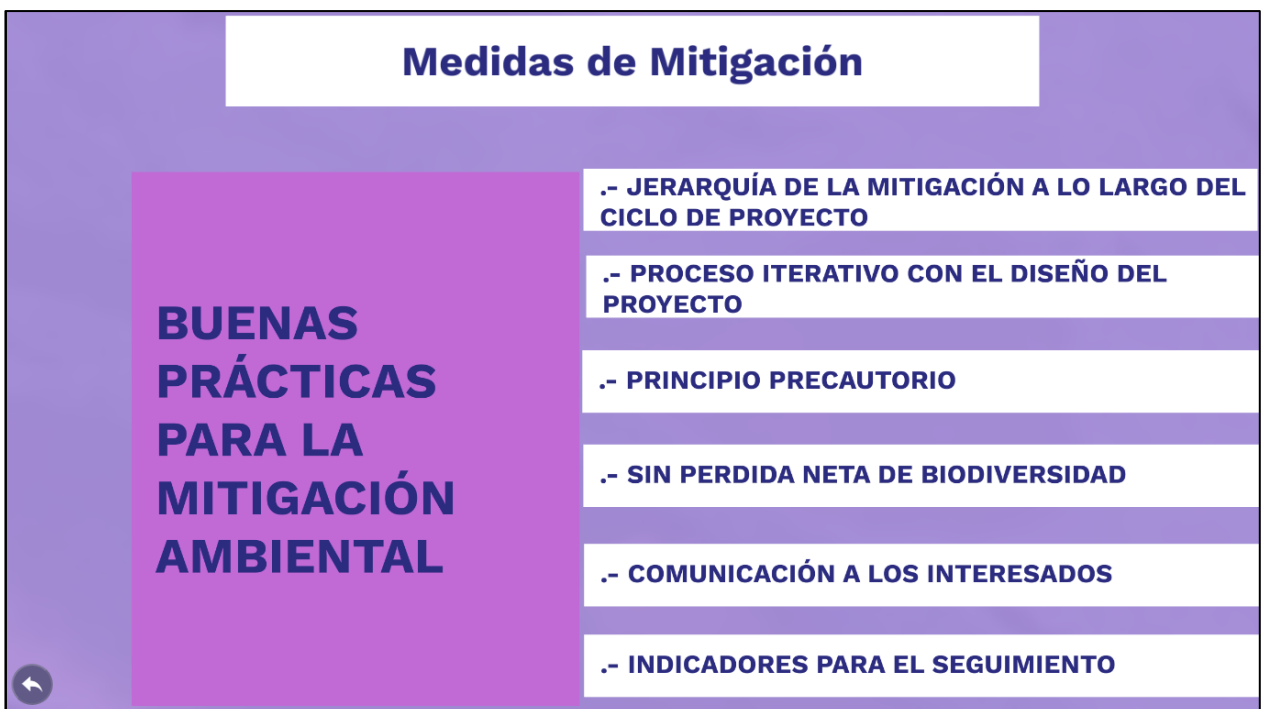 Medidas de Mitigación
BUENAS
PRÁCTICAS
PARA LA
MITIGACIÓN
AMBIENTAL
.- JERARQUÍA DE LA MITIGACIÓN A LO LARGO DEL
CICLO DE PROYECTO
.- PROCESO ITERATIVO CON EL DISEÑO DEL
PROYECTO
.- PRINCIPIO PRECAUTORIO
.- SIN PERDIDA NETA DE BIODIVERSIDAD
.- COMUNICACIÓN A LOS INTERESADOS
.- INDICADORES PARA EL SEGUIMIENTO